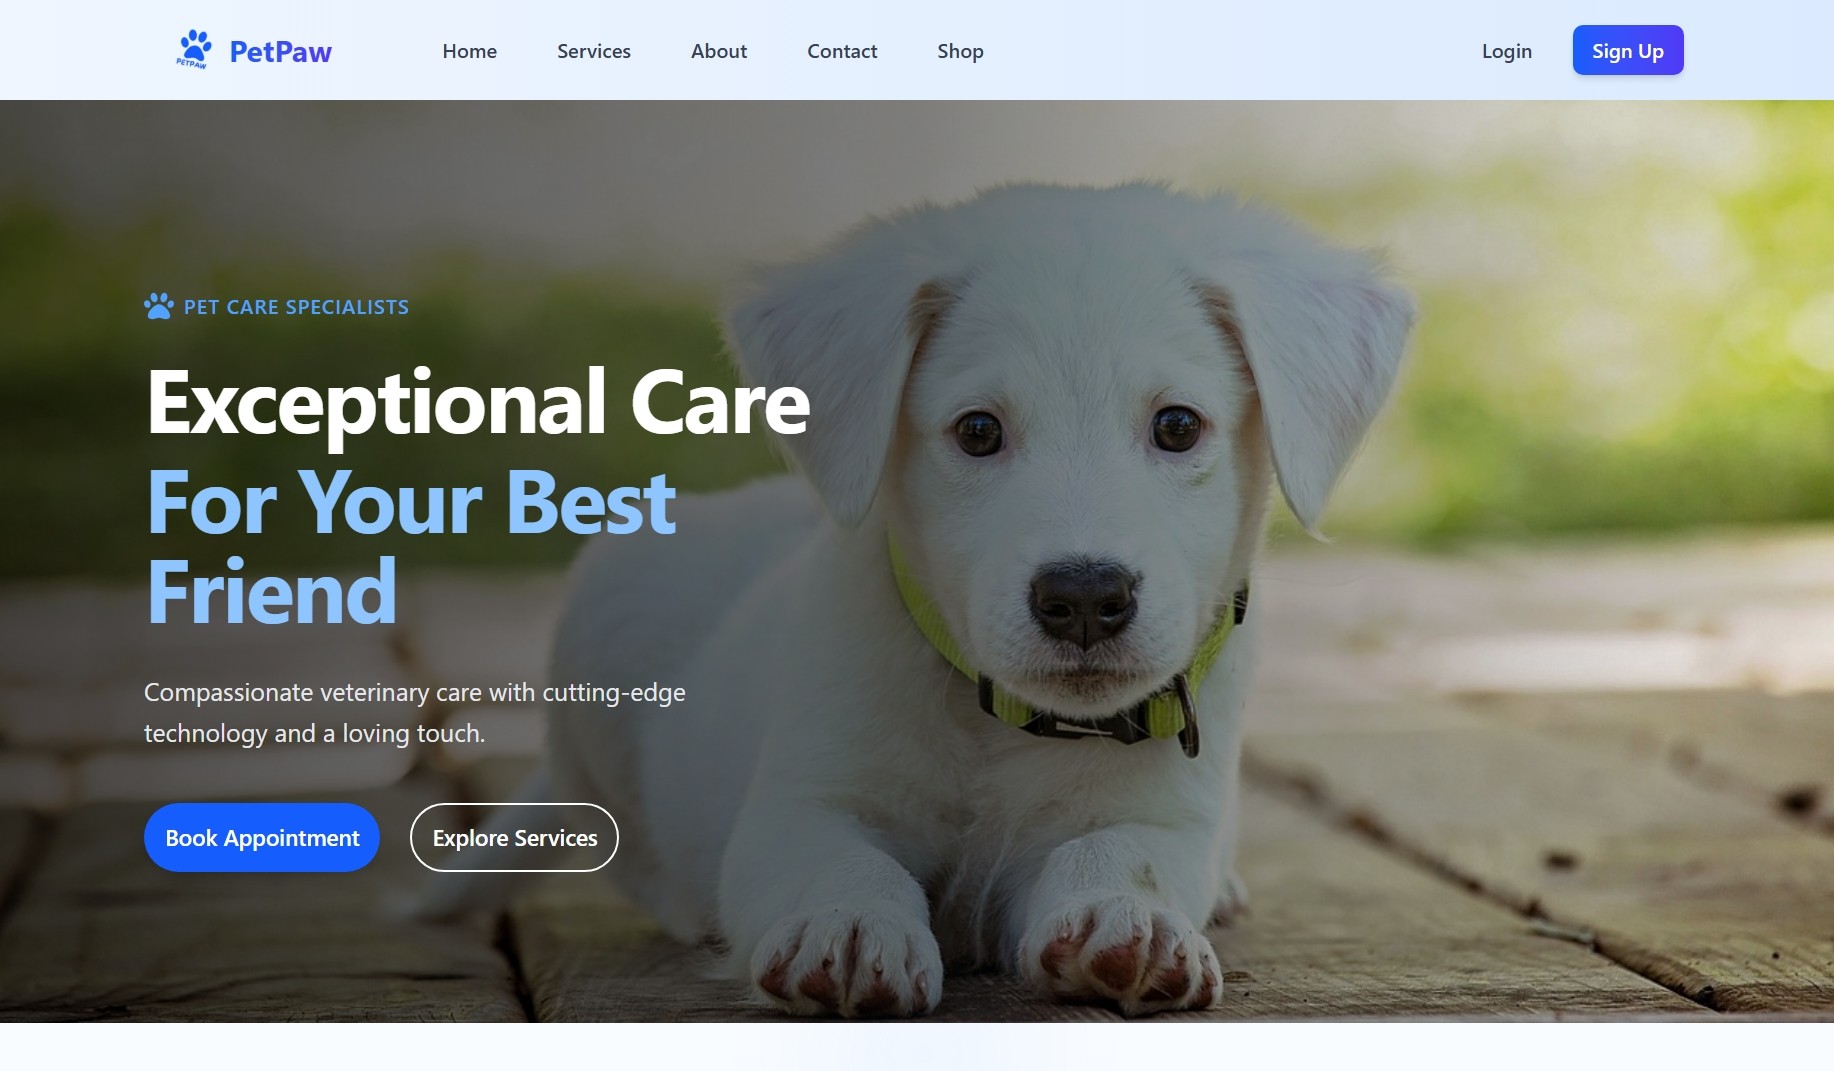 PETPAW
PetPaw
Home
Services
About
Contact
Shop
Login
Sign Up
PET CARE SPECIALISTS
Exceptional Care
For Your Best
Friend
Compassionate veterinary care with cutting-edge
technology and a loving touch.
Book Appointment
Explore Services